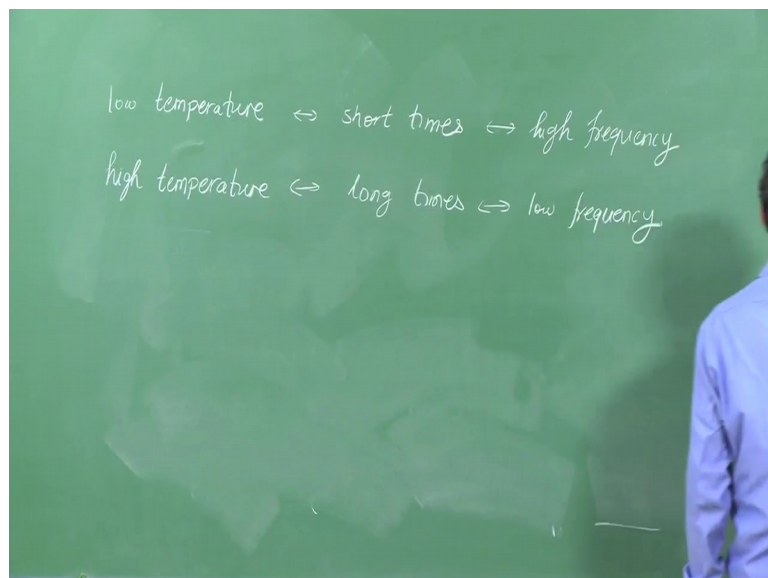 low temperature ↔ short times ↔ high frequency
high temperature ↔ long times ↔ low frequency